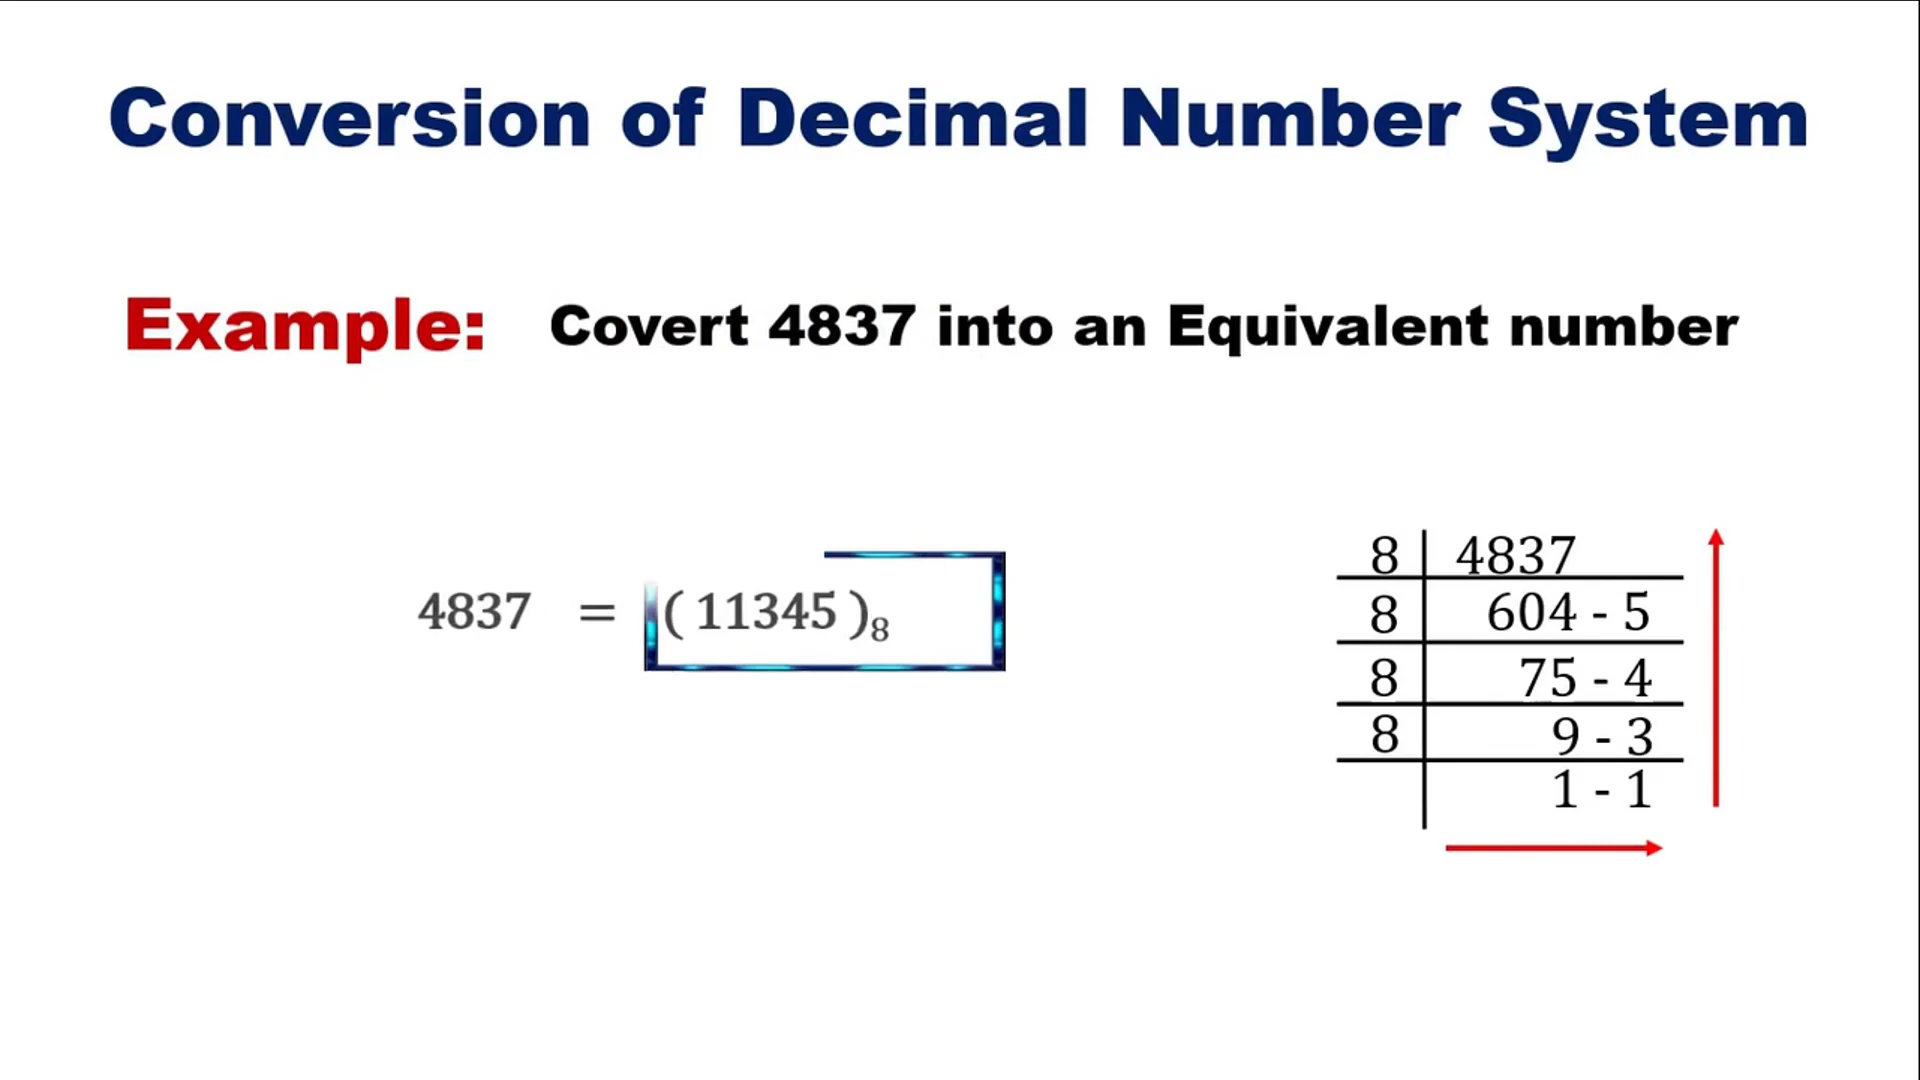 Conversion of Decimal Number System
Example: Covert 4837 into an Equivalent number
4837 = ( 11345 )₈
8 4837
8 604 - 5
8 75 - 4
8 9 - 3
1 - 1